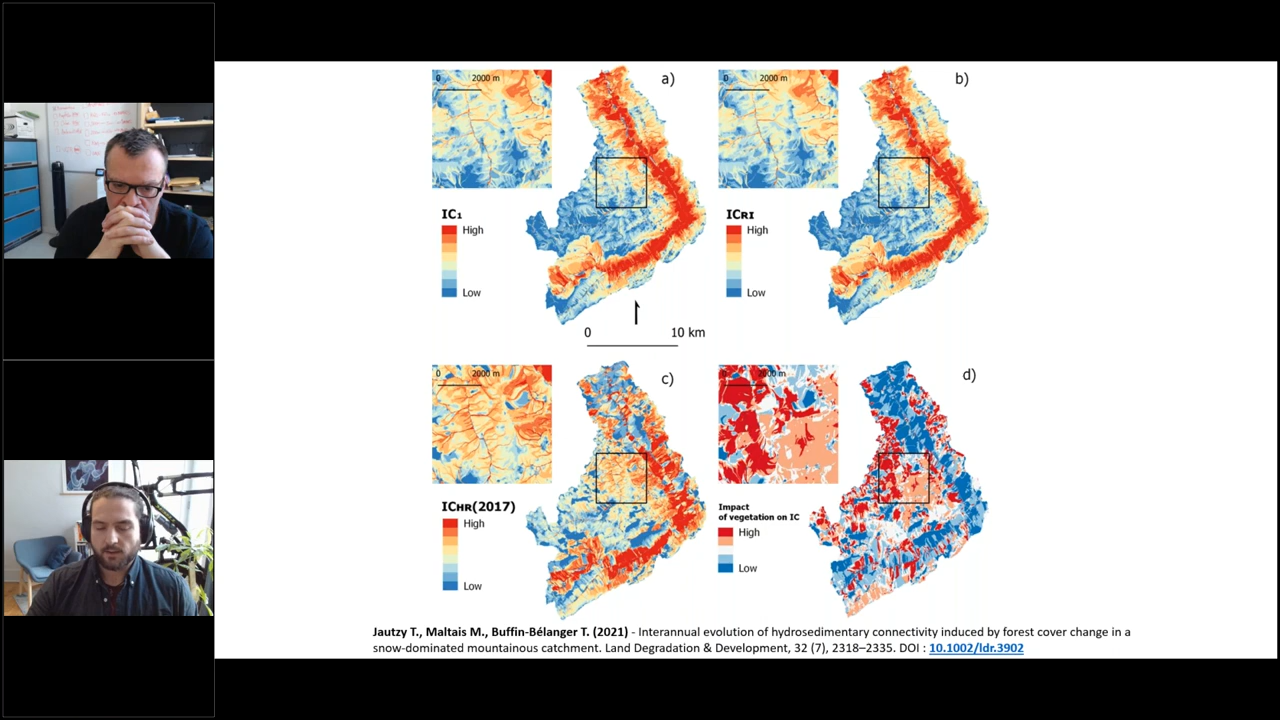 0 2000 m
a)
IC₁
High
Low
0 2000 m
b)
ICRI
High
Low
0 10 km
0 2000 m
c)
ICHR(2017)
High
Low
0 2000 m
d)
Impact
of vegetation on IC
High
Low
Jautzy T., Maltais M., Buffin-Bélanger T. (2021) - Interannual evolution of hydrosedimentary connectivity induced by forest cover change in a
snow-dominated mountainous catchment. Land Degradation & Development, 32 (7), 2318–2335. DOI : 10.1002/ldr.3902